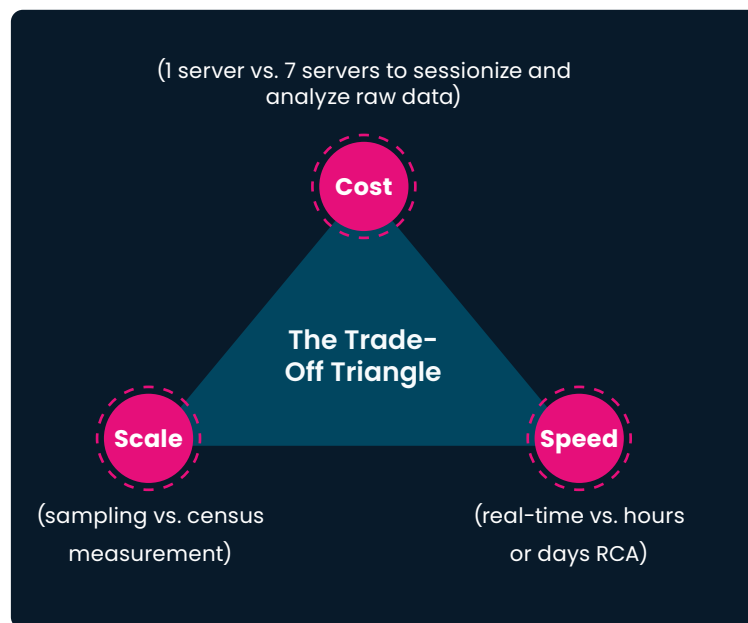 (1 server vs. 7 servers to sessionize and
analyze raw data)
Cost
The Trade-
Off Triangle
Scale
Speed
(sampling vs. census
measurement)
(real-time vs. hours
or days RCA)